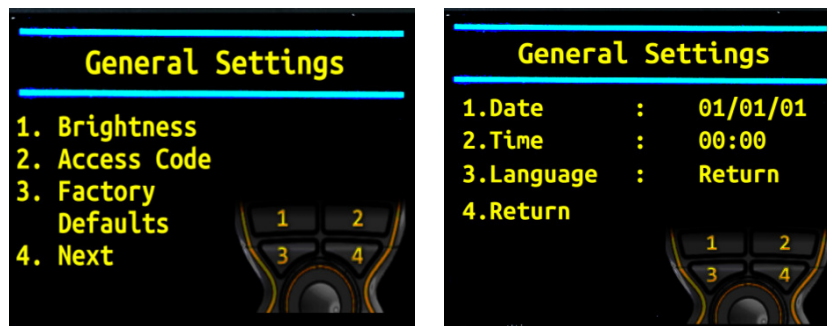 General Settings
1. Brightness
2. Access Code
3. Factory
Defaults
4. Next
1 2
3 4
General Settings
1.Date : 01/01/01
2.Time : 00:00
3.Language : Return
4.Return
1 2
3 4